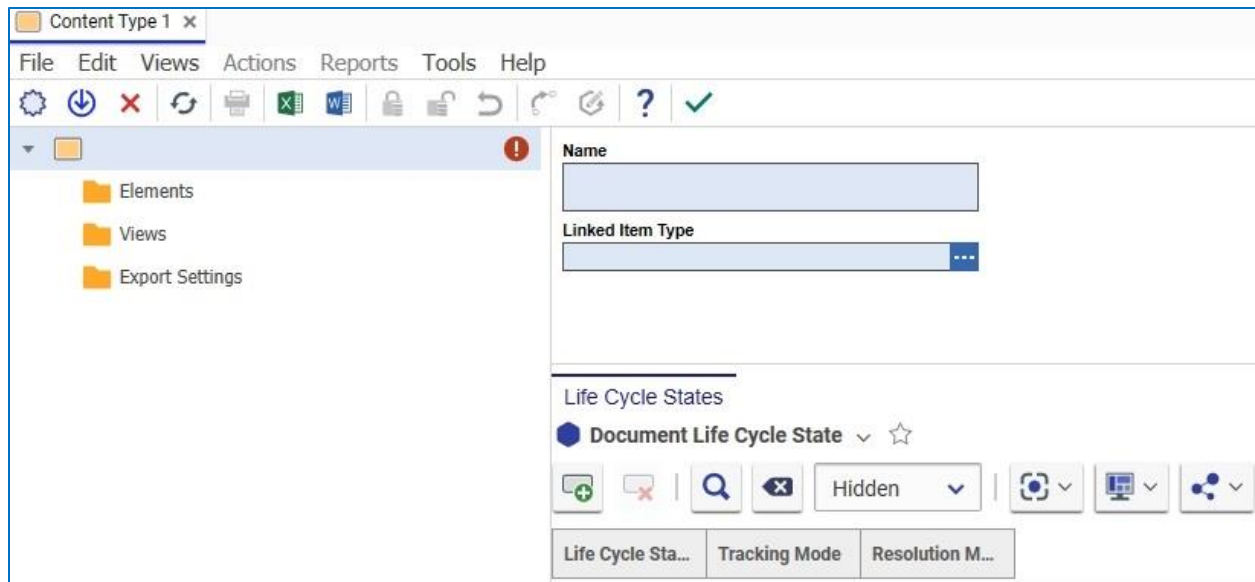 Content Type 1
File Edit Views Actions Reports Tools Help
Name
Elements
Linked Item Type
Views
Export Settings
Life Cycle States
Document Life Cycle State
Hidden
Life Cycle Sta... Tracking Mode Resolution M...